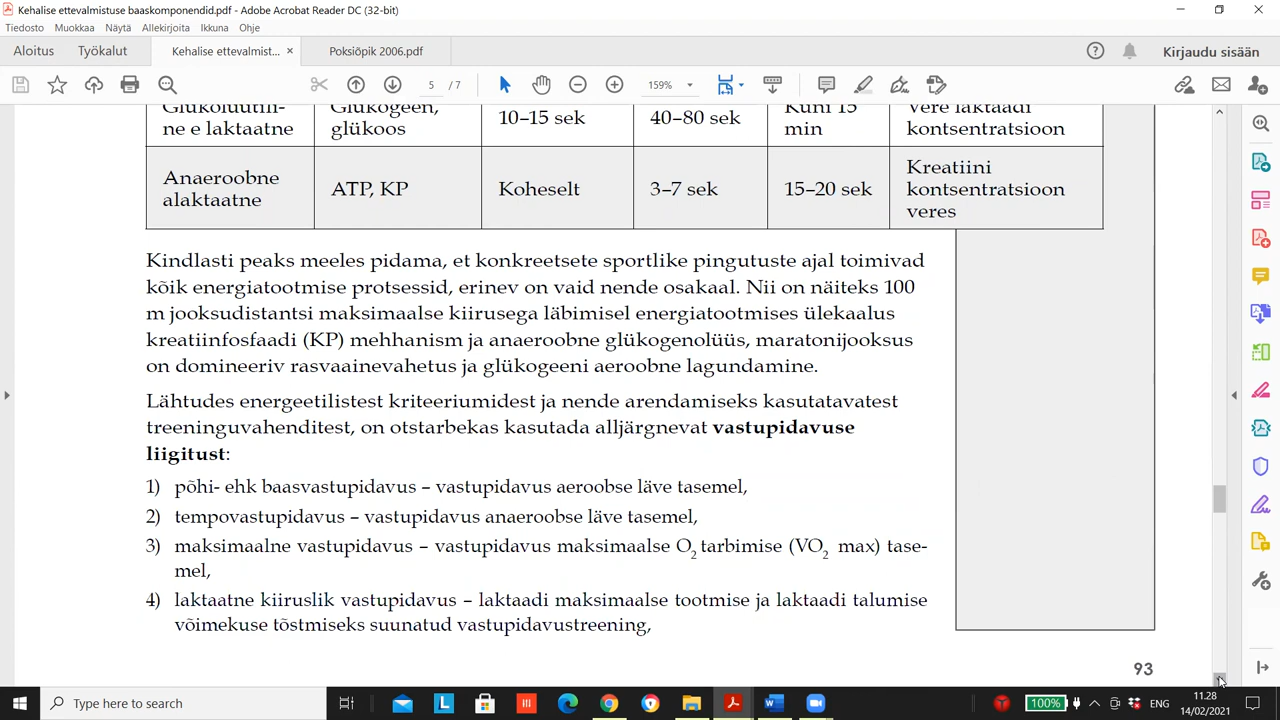 Kehalise ettevalmistuse baaskomponendid.pdf - Adobe Acrobat Reader DC (32-bit)
Tiedosto Muokkaa Näytä Allekirjoita Ikkuna Ohje
Aloitus Työkalut Kehalise ettevalmist... × Poksiõpik 2006.pdf Kirjaudu sisään
5 / 7 159%
Glükolüütili- Glükogeen, 10–15 sek 40–80 sek Kuni 15 Vere laktaadi
ne e laktaatne glükoos min kontsentratsioon
Anaeroobne alaktaatne ATP, KP Koheselt 3–7 sek 15–20 sek Kreatiini
kontsentratsioon
veres
Kindlasti peaks meeles pidama, et konkreetsete sportlike pingutuste ajal toimivad
kõik energiatootmise protsessid, erinev on vaid nende osakaal. Nii on näiteks 100
m jooksudistantsi maksimaalse kiirusega läbimisel energiatootmises ülekaalus
kreatiinfosfaadi (KP) mehhanism ja anaeroobne glükogenolüüs, maratonijooksus
on domineeriv rasvaainevahetus ja glükogeeni aeroobne lagundamine.
Lähtudes energeetilistest kriteeriumidest ja nende arendamiseks kasutatavatest
treeninguvahenditest, on otstarbekas kasutada alljärgnevat vastupidavuse
liigitust:
1) põhi- ehk baasvastupidavus – vastupidavus aeroobse läve tasemel,
2) tempovastupidavus – vastupidavus anaeroobse läve tasemel,
3) maksimaalne vastupidavus – vastupidavus maksimaalse O2 tarbimise (VO2 max) tase-
mel,
4) laktaatne kiiruslik vastupidavus – laktaadi maksimaalse tootmise ja laktaadi talumise
võimekuse tõstmiseks suunatud vastupidavustreening,
93
Type here to search 100% ENG 11.28
14/02/2021